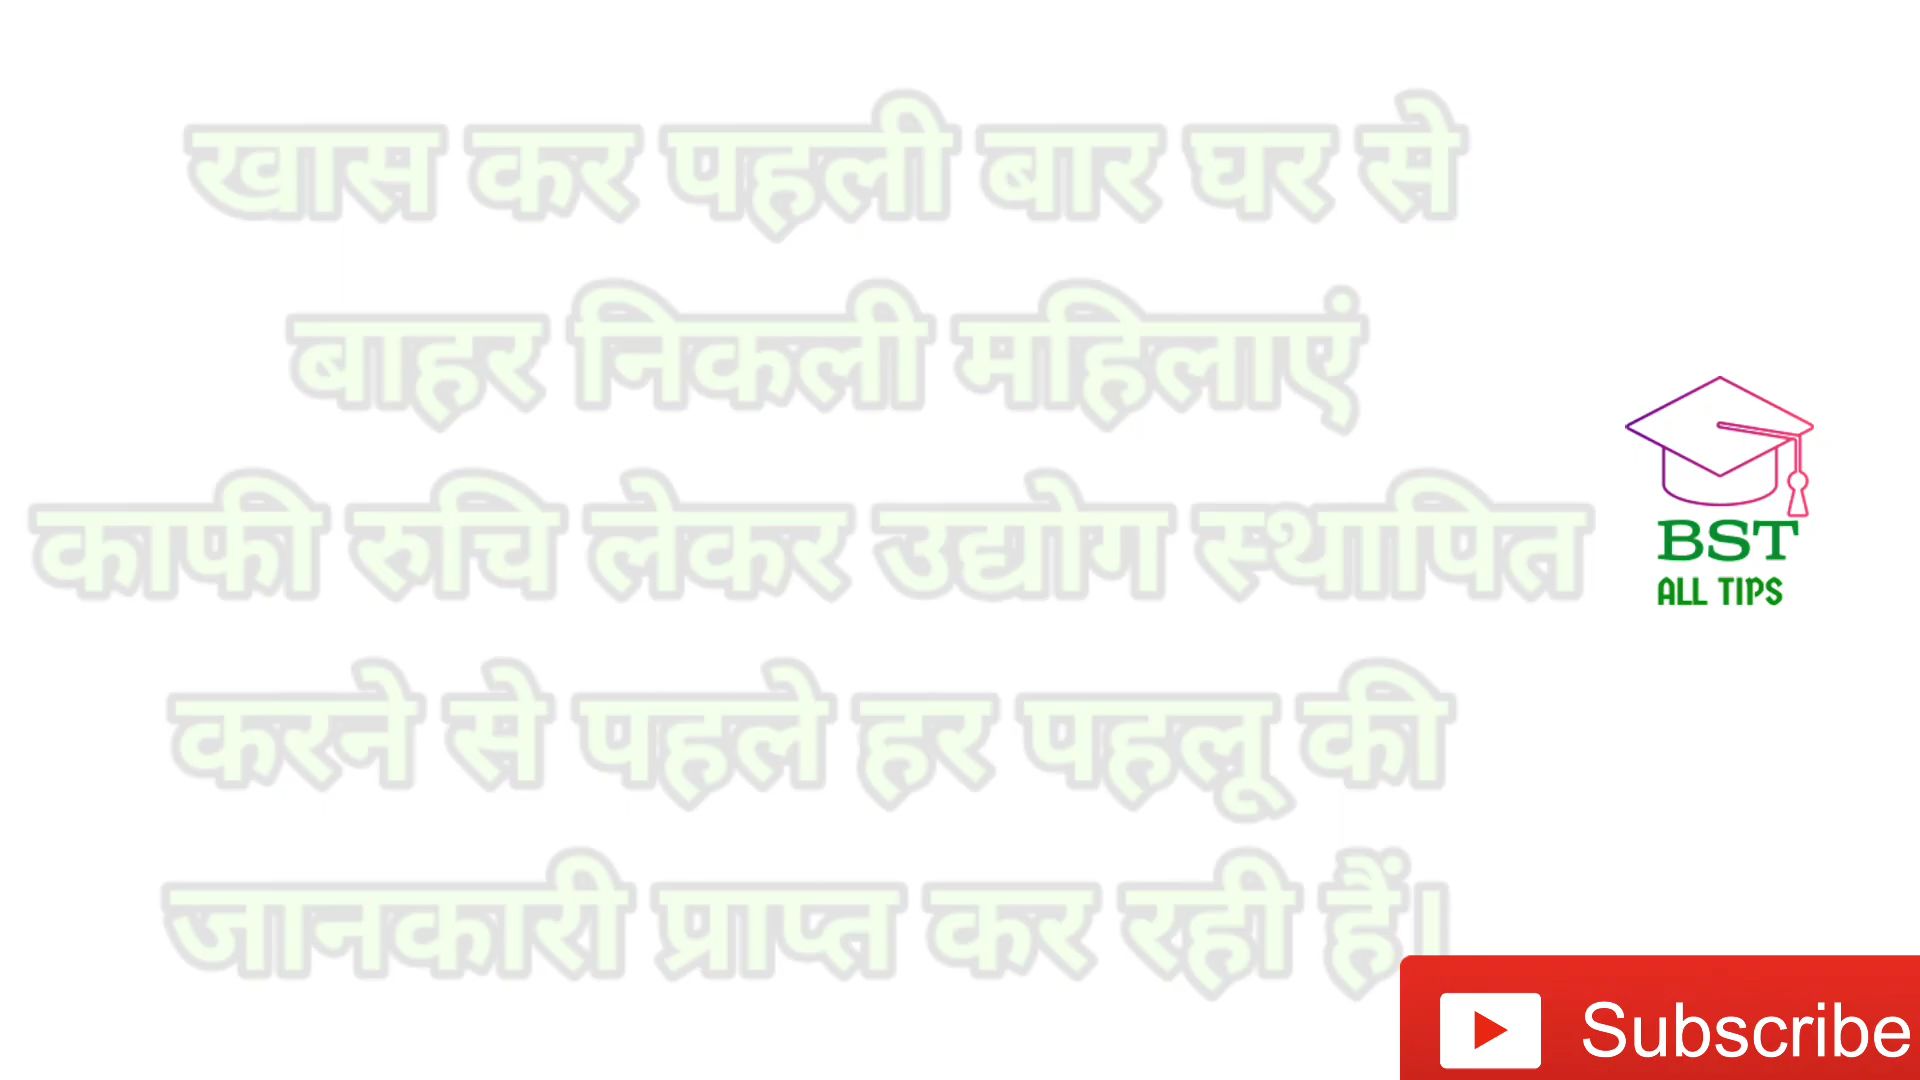 खास कर पहली बार घर से
बाहर निकली महिलाएं
काफी रुचि लेकर उद्योग स्थापित
करने से पहले हर पहलू की
जानकारी प्राप्त कर रही हैं।
BST
ALL TIPS
Subscribe